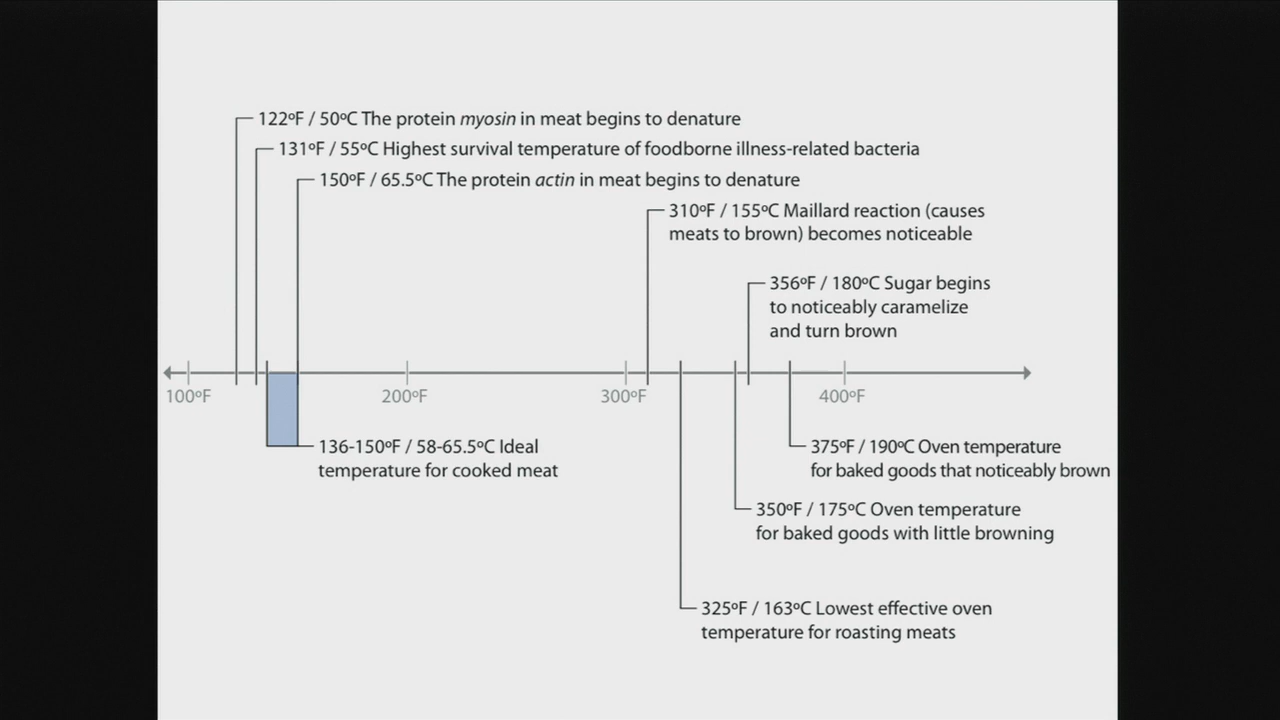 122ºF / 50ºC The protein myosin in meat begins to denature
131ºF / 55ºC Highest survival temperature of foodborne illness-related bacteria
150ºF / 65.5ºC The protein actin in meat begins to denature
310ºF / 155ºC Maillard reaction (causes
meats to brown) becomes noticeable
356ºF / 180ºC Sugar begins
to noticeably caramelize
and turn brown
100ºF
200ºF
300ºF
400ºF
136-150ºF / 58-65.5ºC Ideal
temperature for cooked meat
375ºF / 190ºC Oven temperature
for baked goods that noticeably brown
350ºF / 175ºC Oven temperature
for baked goods with little browning
325ºF / 163ºC Lowest effective oven
temperature for roasting meats